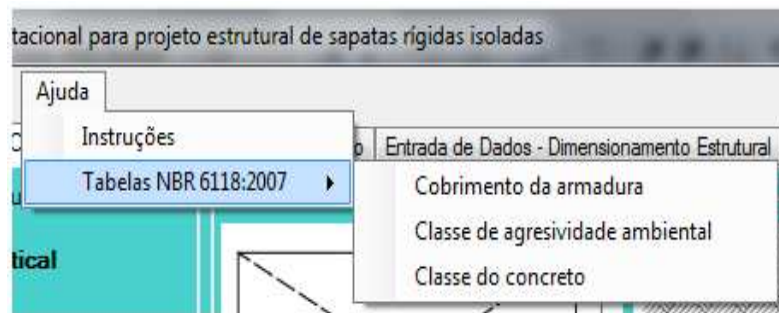 tacional para projeto estrutural de sapatas rígidas isoladas
Ajuda
Instruções
Entrada de Dados - Dimensionamento Estrutural
Tabelas NBR 6118:2007
Cobrimento da armadura
Classe de agresividade ambiental
tical
Classe do concreto